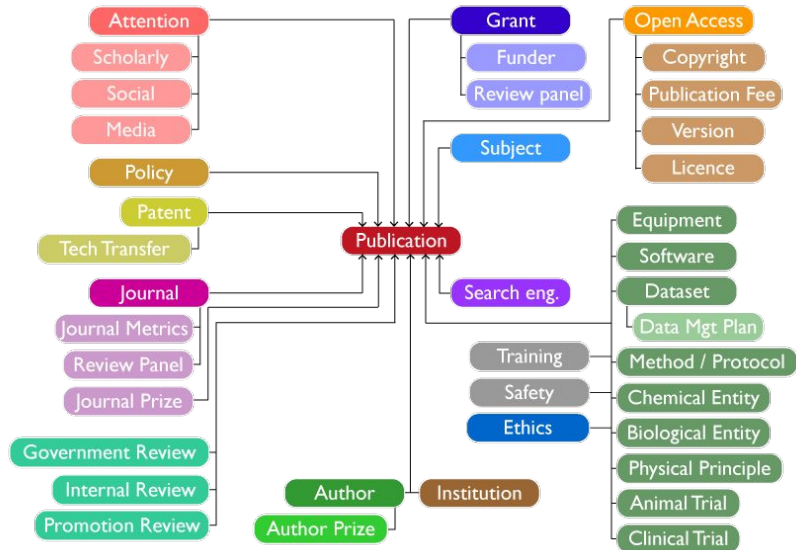 Attention
Scholarly
Social
Media
Grant
Funder
Review panel
Open Access
Copyright
Publication Fee
Version
Licence
Subject
Policy
Patent
Tech Transfer
Publication
Journal
Journal Metrics
Review Panel
Journal Prize
Search eng.
Equipment
Software
Dataset
Data Mgt Plan
Training
Safety
Ethics
Method / Protocol
Chemical Entity
Biological Entity
Physical Principle
Animal Trial
Clinical Trial
Government Review
Internal Review
Promotion Review
Author
Author Prize
Institution